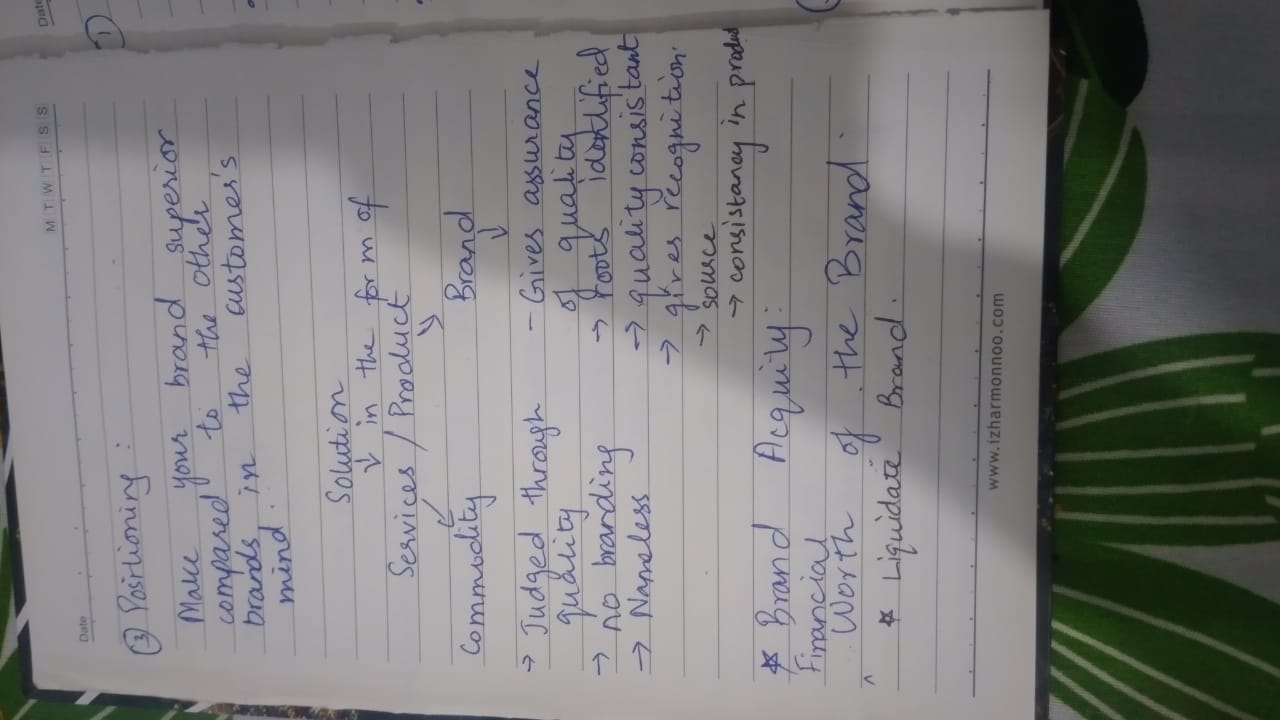 Date
M T W T F S S
Date
③ Positioning :
Make your brand superior
compared to the other
brands in the customer's
mind.
Solution
↓ in the form of
Services / Product
Commodity
Brand
→ Judged through
quality
→ no branding
→ Nameless
- Gives assurance
of quality
→ roots identified
→ quality consistant
→ gives recognition.
→ source
→ consistancy in product
* Brand Acquity:
Financial
Worth of the Brand.
* Liquidate Brand.
www.izharmonnoo.com
①